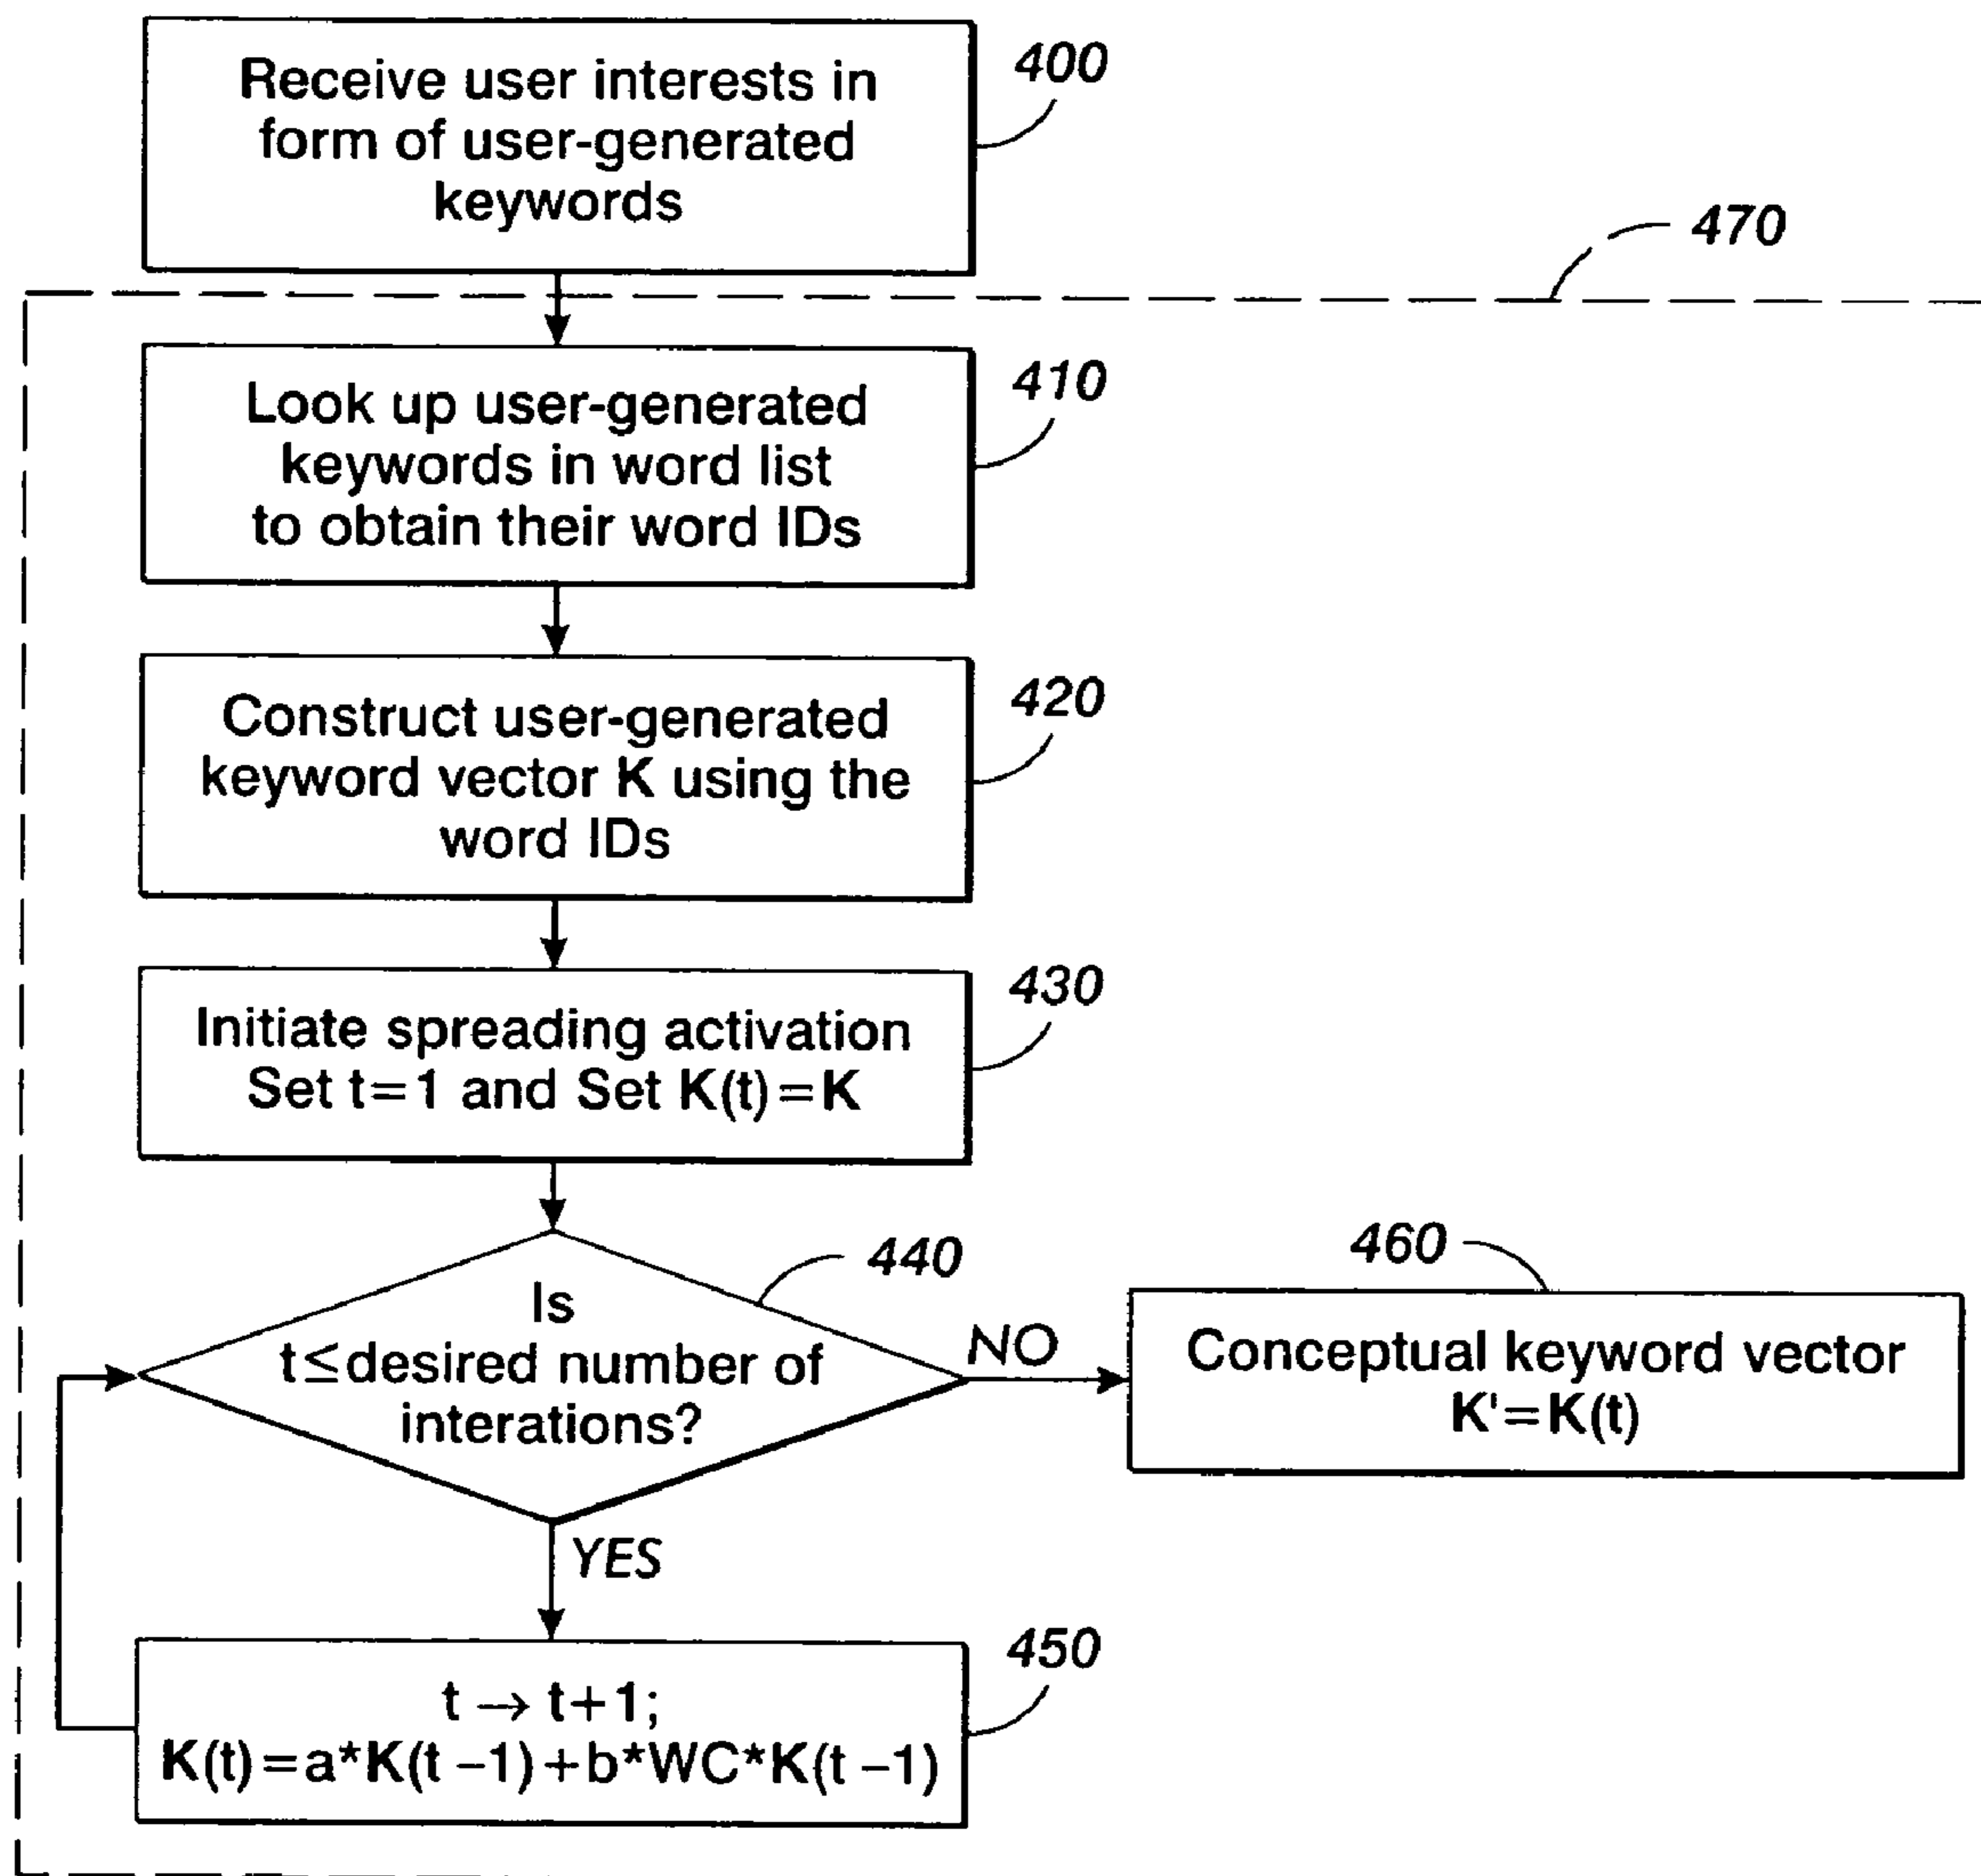 Receive user interests in
form of user-generated
keywords
400
470
Look up user-generated
keywords in word list
to obtain their word IDs
410
Construct user-generated
keyword vector K using the
word IDs
420
Initiate spreading activation
Set t=1 and Set K(t)=K
430
Is
t≤desired number of
interations?
440
NO
460
Conceptual keyword vector
K'=K(t)
YES
t → t+1;
K(t)=a*K(t -1)+b*WC*K(t -1)
450